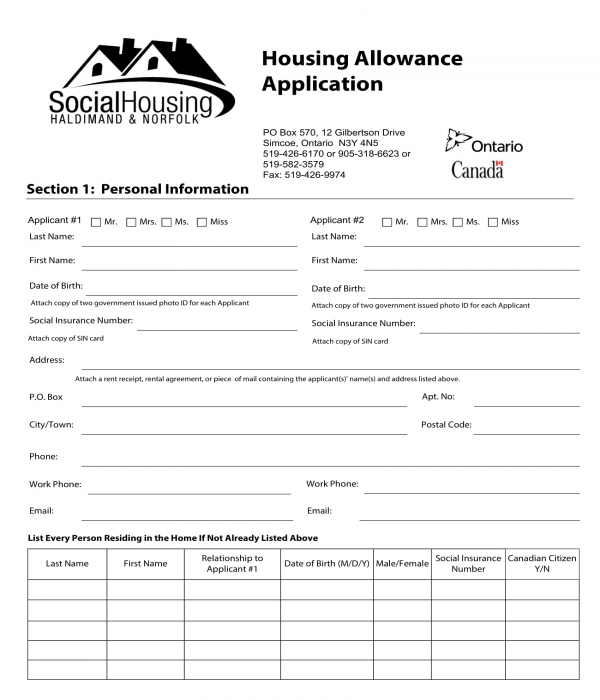 Housing Allowance
Application
SocialHousing
HALDIMAND & NORFOLK
PO Box 570, 12 Gilbertson Drive
Simcoe, Ontario N3Y 4N5
519-426-6170 or 905-318-6623 or
519-582-3579
Fax: 519-426-9974
Ontario
Canada
Section 1: Personal Information
Applicant #1 Mr. Mrs. Ms. Miss Applicant #2 Mr. Mrs. Ms. Miss
Last Name: Last Name:
First Name: First Name:
Date of Birth: Date of Birth:
Attach copy of two government issued photo ID for each Applicant Attach copy of two government issued photo ID for each Applicant
Social Insurance Number: Social Insurance Number:
Attach copy of SIN card Attach copy of SIN card
Address:
Attach a rent receipt, rental agreement, or piece of mail containing the applicant(s)' name(s) and address listed above.
P.O. Box Apt. No:
City/Town: Postal Code:
Phone:
Work Phone: Work Phone:
Email: Email:
List Every Person Residing in the Home If Not Already Listed Above
Last Name First Name Relationship to Applicant #1 Date of Birth (M/D/Y) Male/Female Social Insurance Number Canadian Citizen Y/N